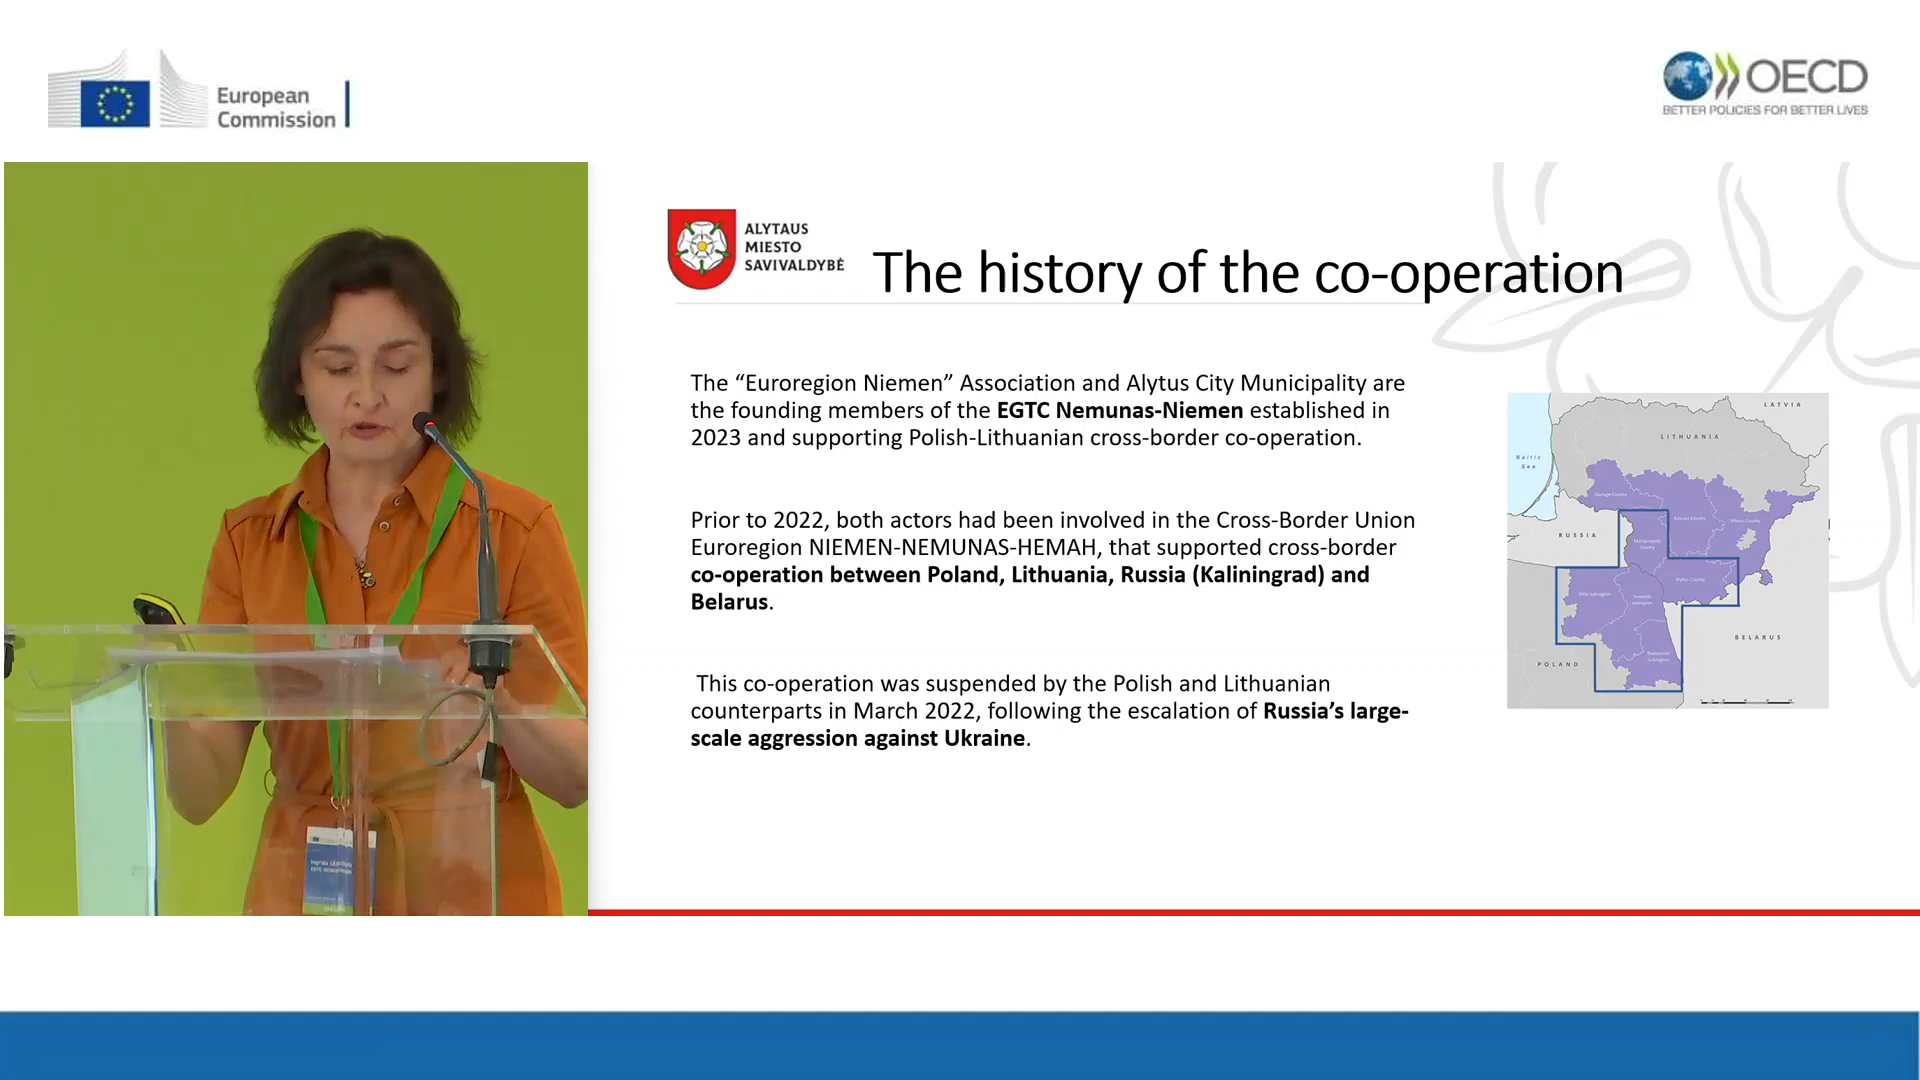 European
Commission
OECD
BETTER POLICIES FOR BETTER LIVES
ALYTAUS
MIESTO
SAVIVALDYBĖ
The history of the co-operation
The “Euroregion Niemen” Association and Alytus City Municipality are
the founding members of the EGTC Nemunas-Niemen established in
2023 and supporting Polish-Lithuanian cross-border co-operation.
Prior to 2022, both actors had been involved in the Cross-Border Union
Euroregion NIEMEN-NEMUNAS-HEMAH, that supported cross-border
co-operation between Poland, Lithuania, Russia (Kaliningrad) and
Belarus.
This co-operation was suspended by the Polish and Lithuanian
counterparts in March 2022, following the escalation of Russia’s large-
scale aggression against Ukraine.
LATVIA
LITHUANIA
Baltic
Sea
RUSSIA
Alytus County
BELARUS
POLAND